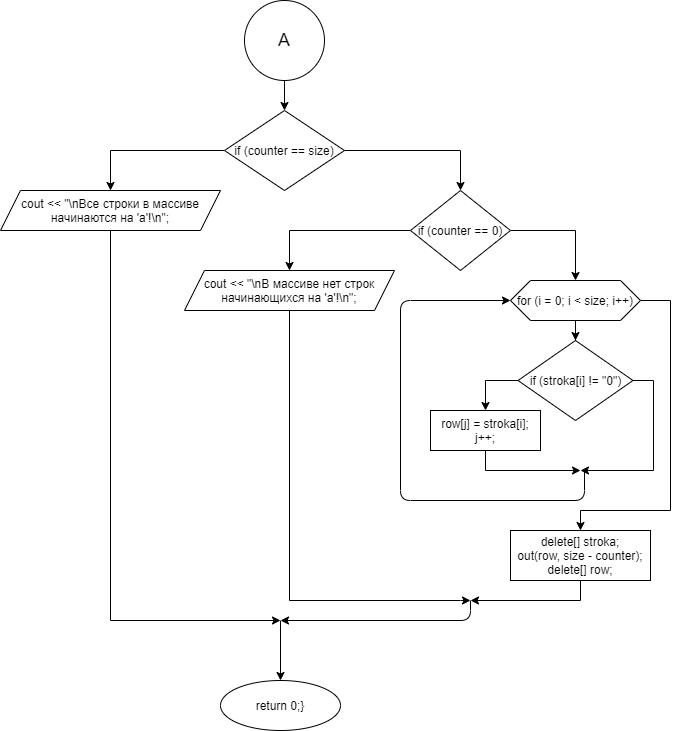 A
if (counter == size)
cout << "\nВсе строки в массиве
начинаются на 'a'!\n";
if (counter == 0)
cout << "\nВ массиве нет строк
начинающихся на 'a'!\n";
for (i = 0; i < size; i++)
if (stroka[i] != "0")
row[j] = stroka[i];
j++;
delete[] stroka;
out(row, size - counter);
delete[] row;
return 0;}